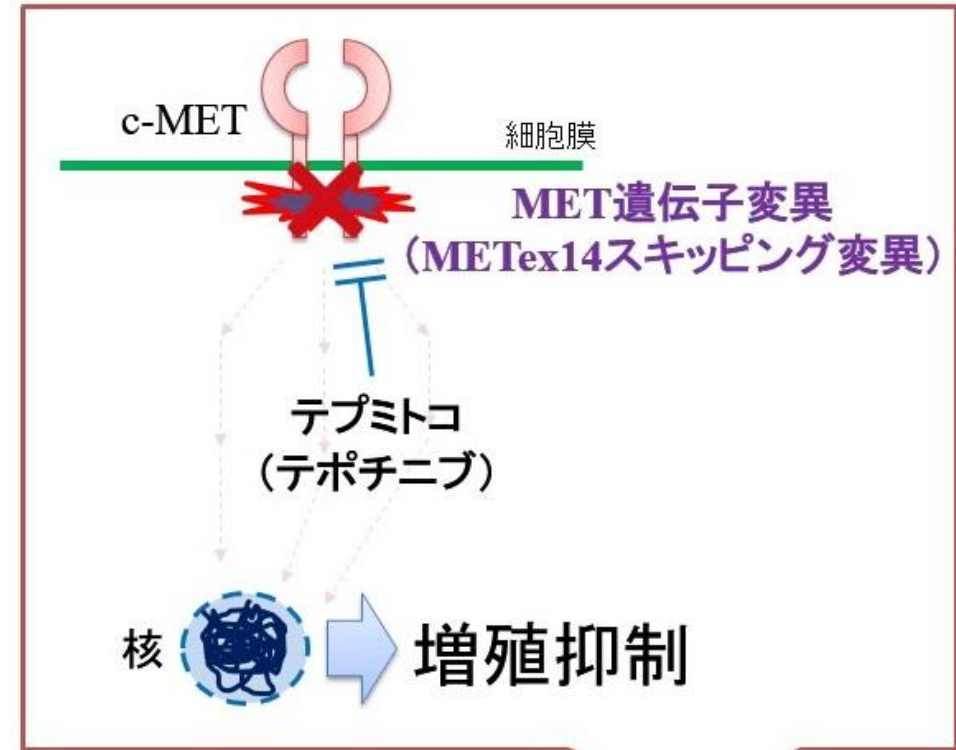 c-MET
細胞膜
MET遺伝子変異
（METex14スキッピング変異）
テプミトコ
（テポチニブ）
核
増殖抑制